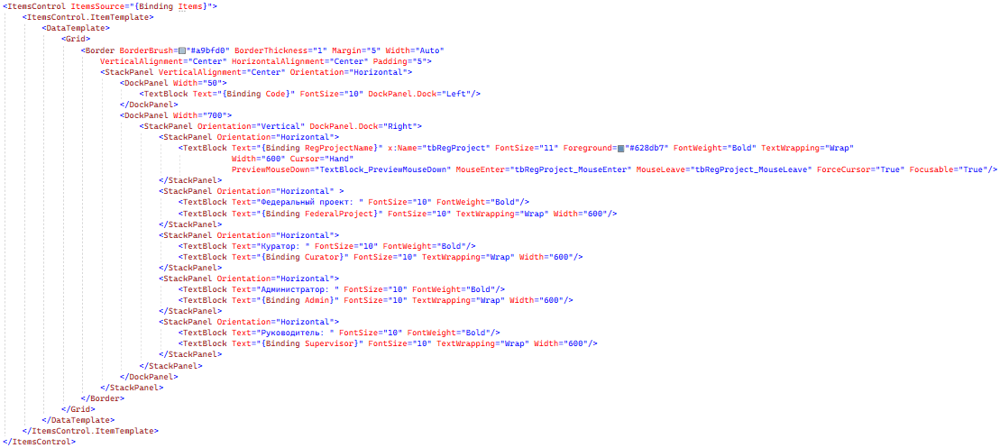 <ItemsControl ItemsSource="{Binding Items}">
<ItemsControl.ItemTemplate>
<DataTemplate>
<Grid>
<Border BorderBrush="#a9bfd0" BorderThickness="1" Margin="5" Width="Auto"
VerticalAlignment="Center" HorizontalAlignment="Center" Padding="5">
<StackPanel VerticalAlignment="Center" Orientation="Horizontal">
<DockPanel Width="50">
<TextBlock Text="{Binding Code}" FontSize="10" DockPanel.Dock="Left"/>
</DockPanel>
<DockPanel Width="700">
<StackPanel Orientation="Vertical" DockPanel.Dock="Right">
<StackPanel Orientation="Horizontal">
<TextBlock Text="{Binding RegProjectName}" x:Name="tbRegProject" FontSize="11" Foreground="#628db7" FontWeight="Bold" TextWrapping="Wrap"
Width="600" Cursor="Hand"
PreviewMouseDown="TextBlock_PreviewMouseDown" MouseEnter="tbRegProject_MouseEnter" MouseLeave="tbRegProject_MouseLeave" ForceCursor="True" Focusable="True"/>
</StackPanel>
<StackPanel Orientation="Horizontal" >
<TextBlock Text="Федеральный проект: " FontSize="10" FontWeight="Bold"/>
<TextBlock Text="{Binding FederalProject}" FontSize="10" TextWrapping="Wrap" Width="600"/>
</StackPanel>
<StackPanel Orientation="Horizontal">
<TextBlock Text="Куратор: " FontSize="10" FontWeight="Bold"/>
<TextBlock Text="{Binding Curator}" FontSize="10" TextWrapping="Wrap" Width="600"/>
</StackPanel>
<StackPanel Orientation="Horizontal">
<TextBlock Text="Администратор: " FontSize="10" FontWeight="Bold"/>
<TextBlock Text="{Binding Admin}" FontSize="10" TextWrapping="Wrap" Width="600"/>
</StackPanel>
<StackPanel Orientation="Horizontal">
<TextBlock Text="Руководитель: " FontSize="10" FontWeight="Bold"/>
<TextBlock Text="{Binding Supervisor}" FontSize="10" TextWrapping="Wrap" Width="600"/>
</StackPanel>
</StackPanel>
</DockPanel>
</StackPanel>
</Border>
</Grid>
</DataTemplate>
</ItemsControl.ItemTemplate>
</ItemsControl>